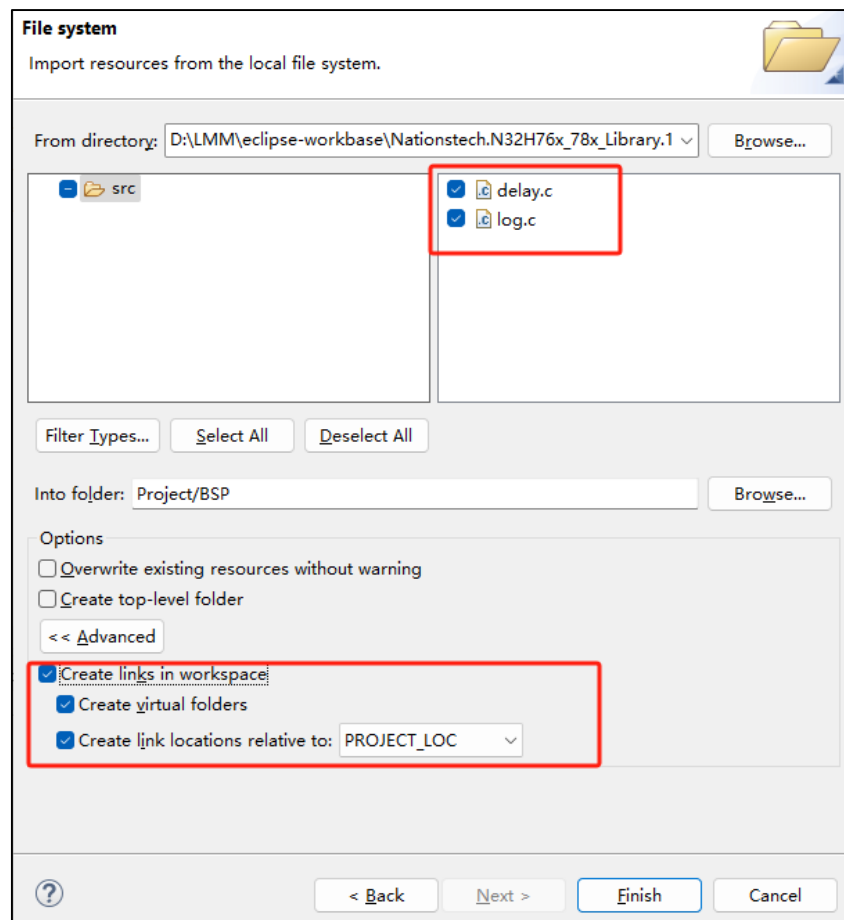 File system
Import resources from the local file system.
From directory: D:\LMM\eclipse-workbase\Nationstech.N32H76x_78x_Library.1 Browse...
src
delay.c
log.c
Filter Types... Select All Deselect All
Into folder: Project/BSP Browse...
Options
Overwrite existing resources without warning
Create top-level folder
<< Advanced
Create links in workspace
Create virtual folders
Create link locations relative to: PROJECT_LOC
? < Back Next > Finish Cancel